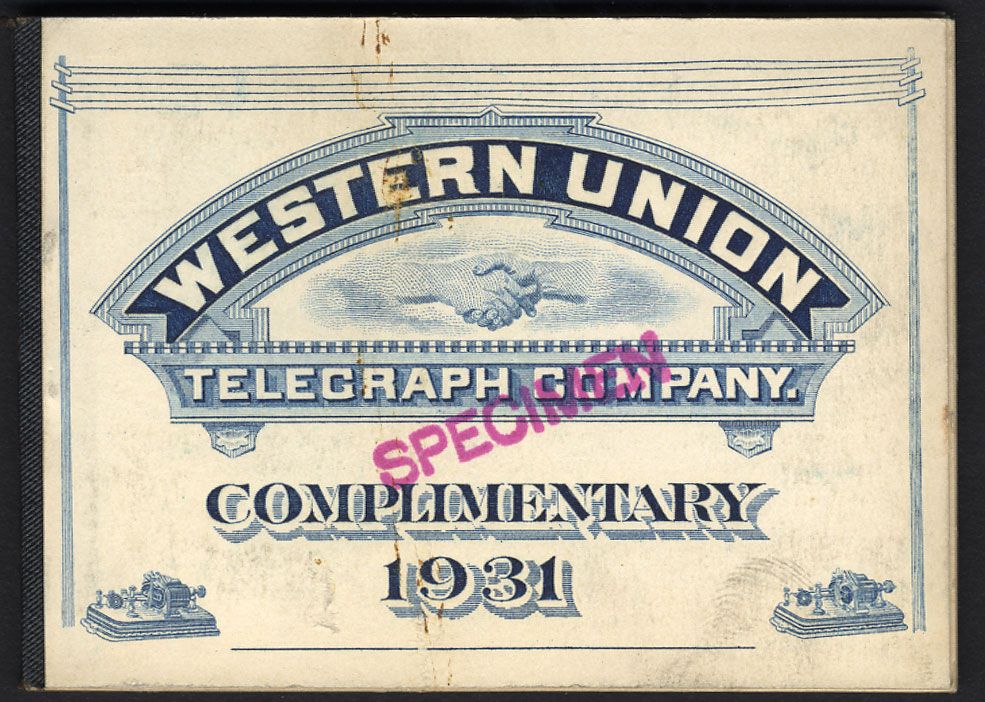 WESTERN UNION
TELEGRAPH COMPANY.
SPECIMEN
COMPLIMENTARY
1931